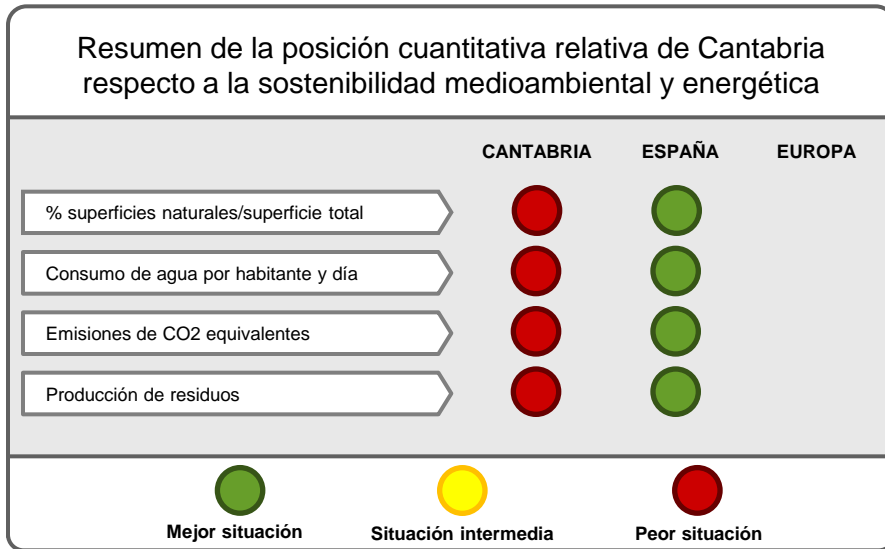 Resumen de la posición cuantitativa relativa de Cantabria
respecto a la sostenibilidad medioambiental y energética
CANTABRIA ESPAÑA EUROPA
% superficies naturales/superficie total
Consumo de agua por habitante y día
Emisiones de CO2 equivalentes
Producción de residuos
Mejor situación Situación intermedia Peor situación